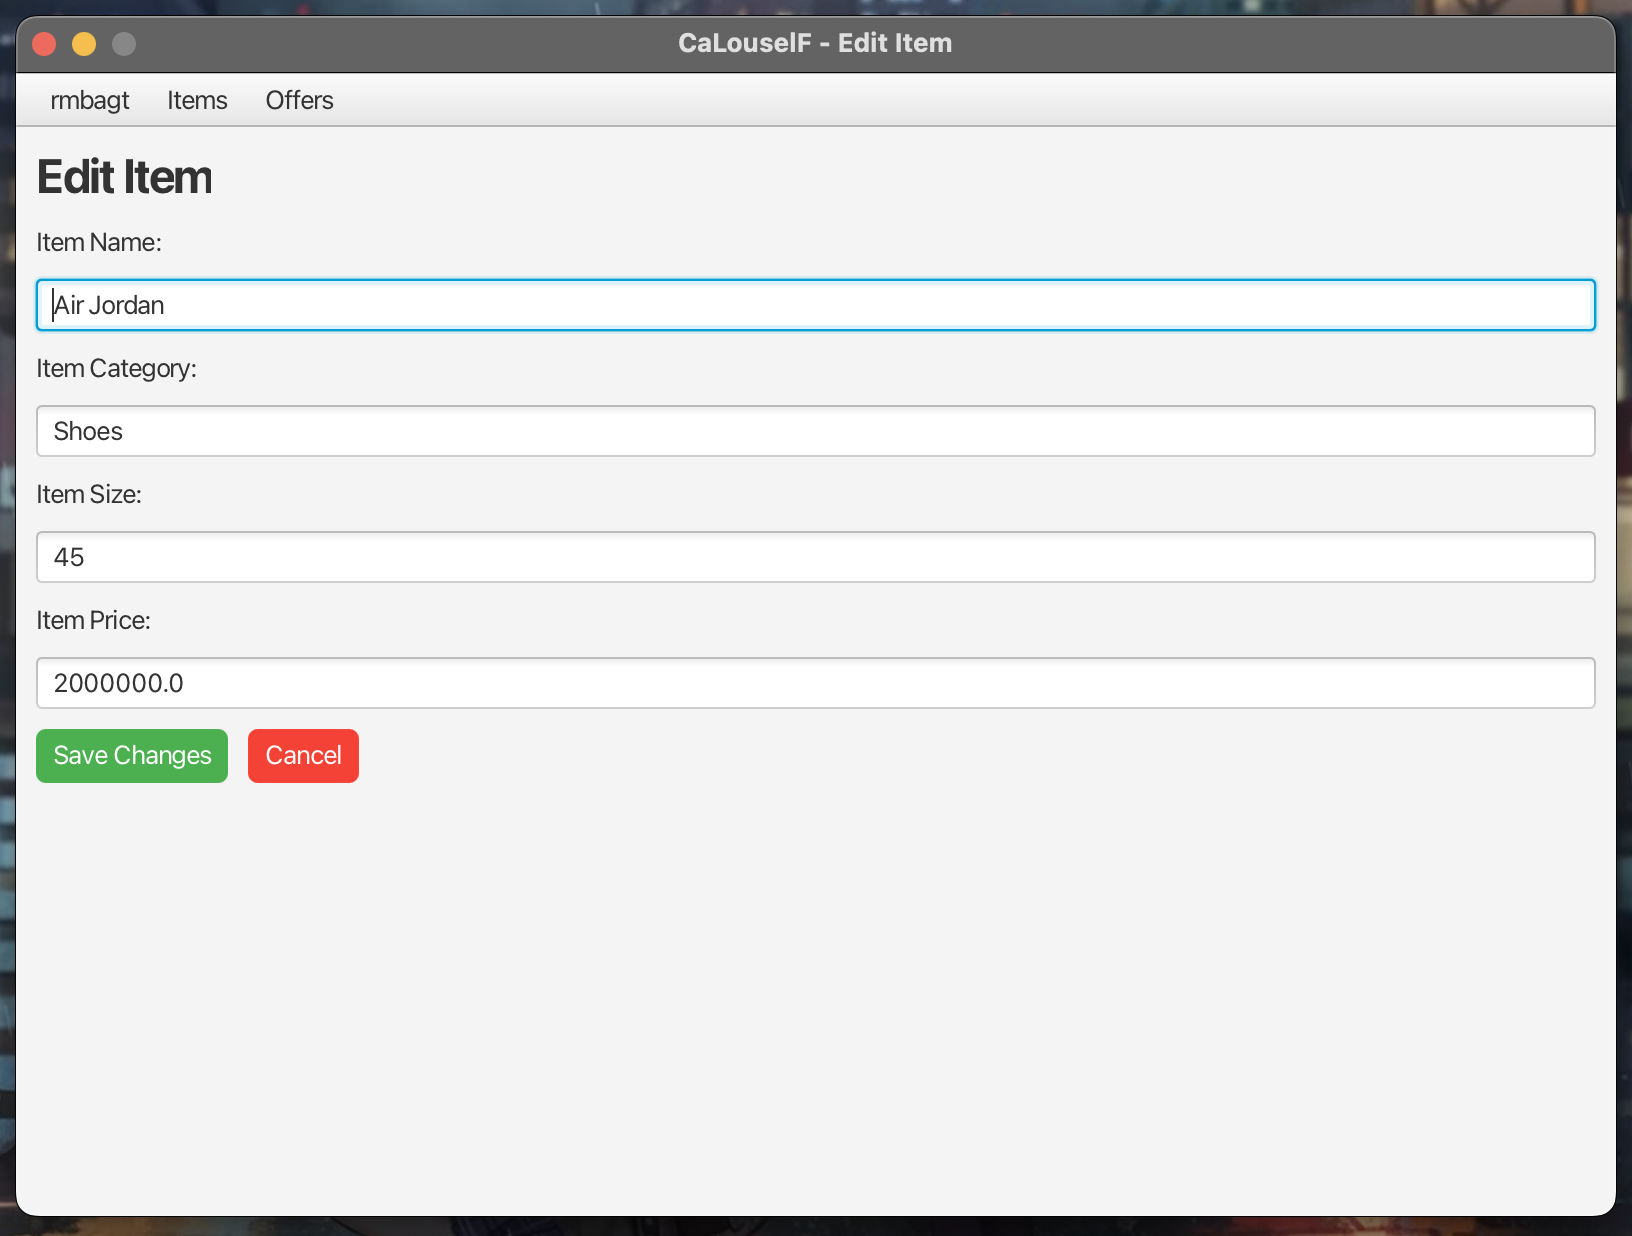 CaLouselF - Edit Item
rmbagt Items Offers
Edit Item
Item Name:
Air Jordan
Item Category:
Shoes
Item Size:
45
Item Price:
2000000.0
Save Changes Cancel